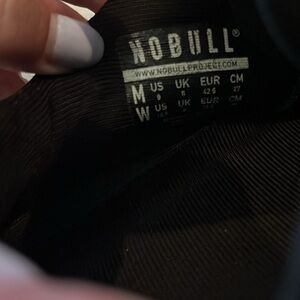 NOBULL®
WWW.NOBULLPROJECT.COM
M US UK EUR CM
9 8 42.5 27
W US UK EUR CM